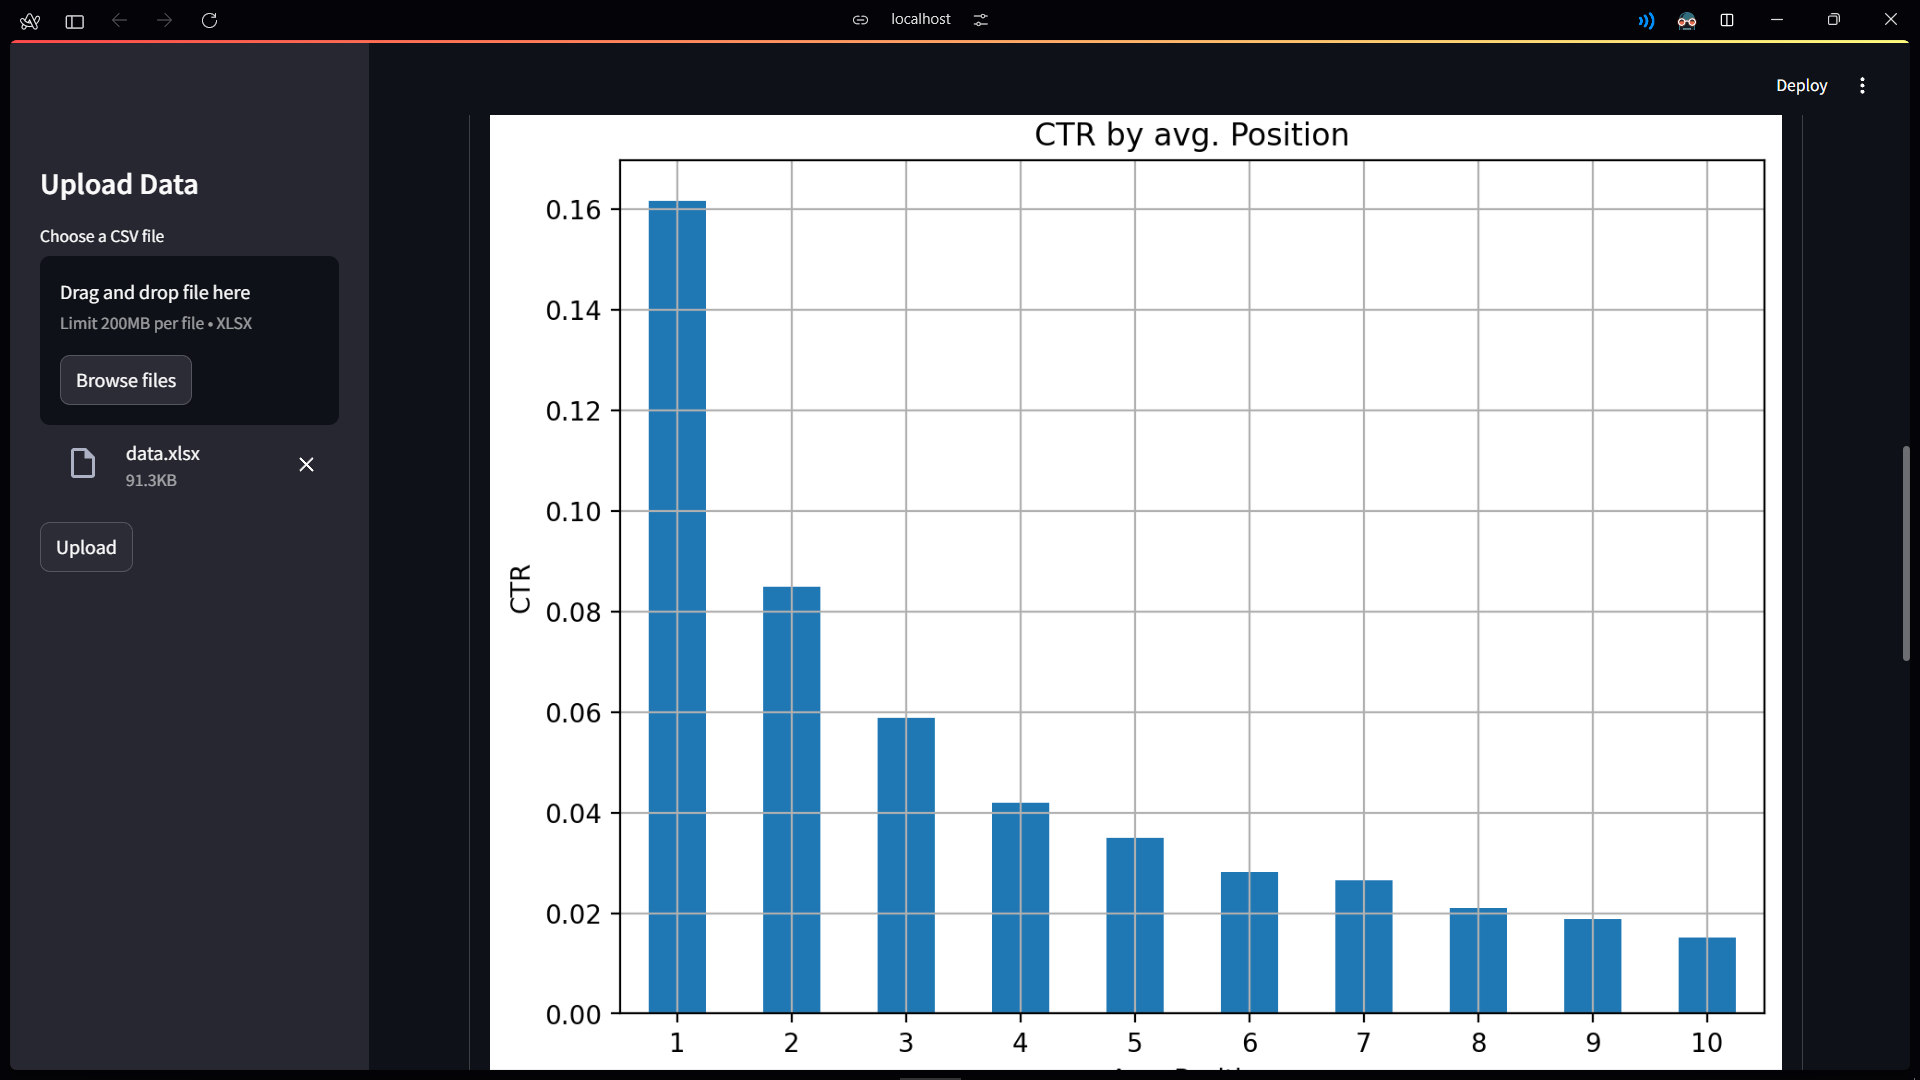 localhost
Deploy
Upload Data
Choose a CSV file
Drag and drop file here
Limit 200MB per file • XLSX
Browse files
data.xlsx
91.3KB
Upload
CTR by avg. Position
CTR
0.16
0.14
0.12
0.10
0.08
0.06
0.04
0.02
0.00
1 2 3 4 5 6 7 8 9 10